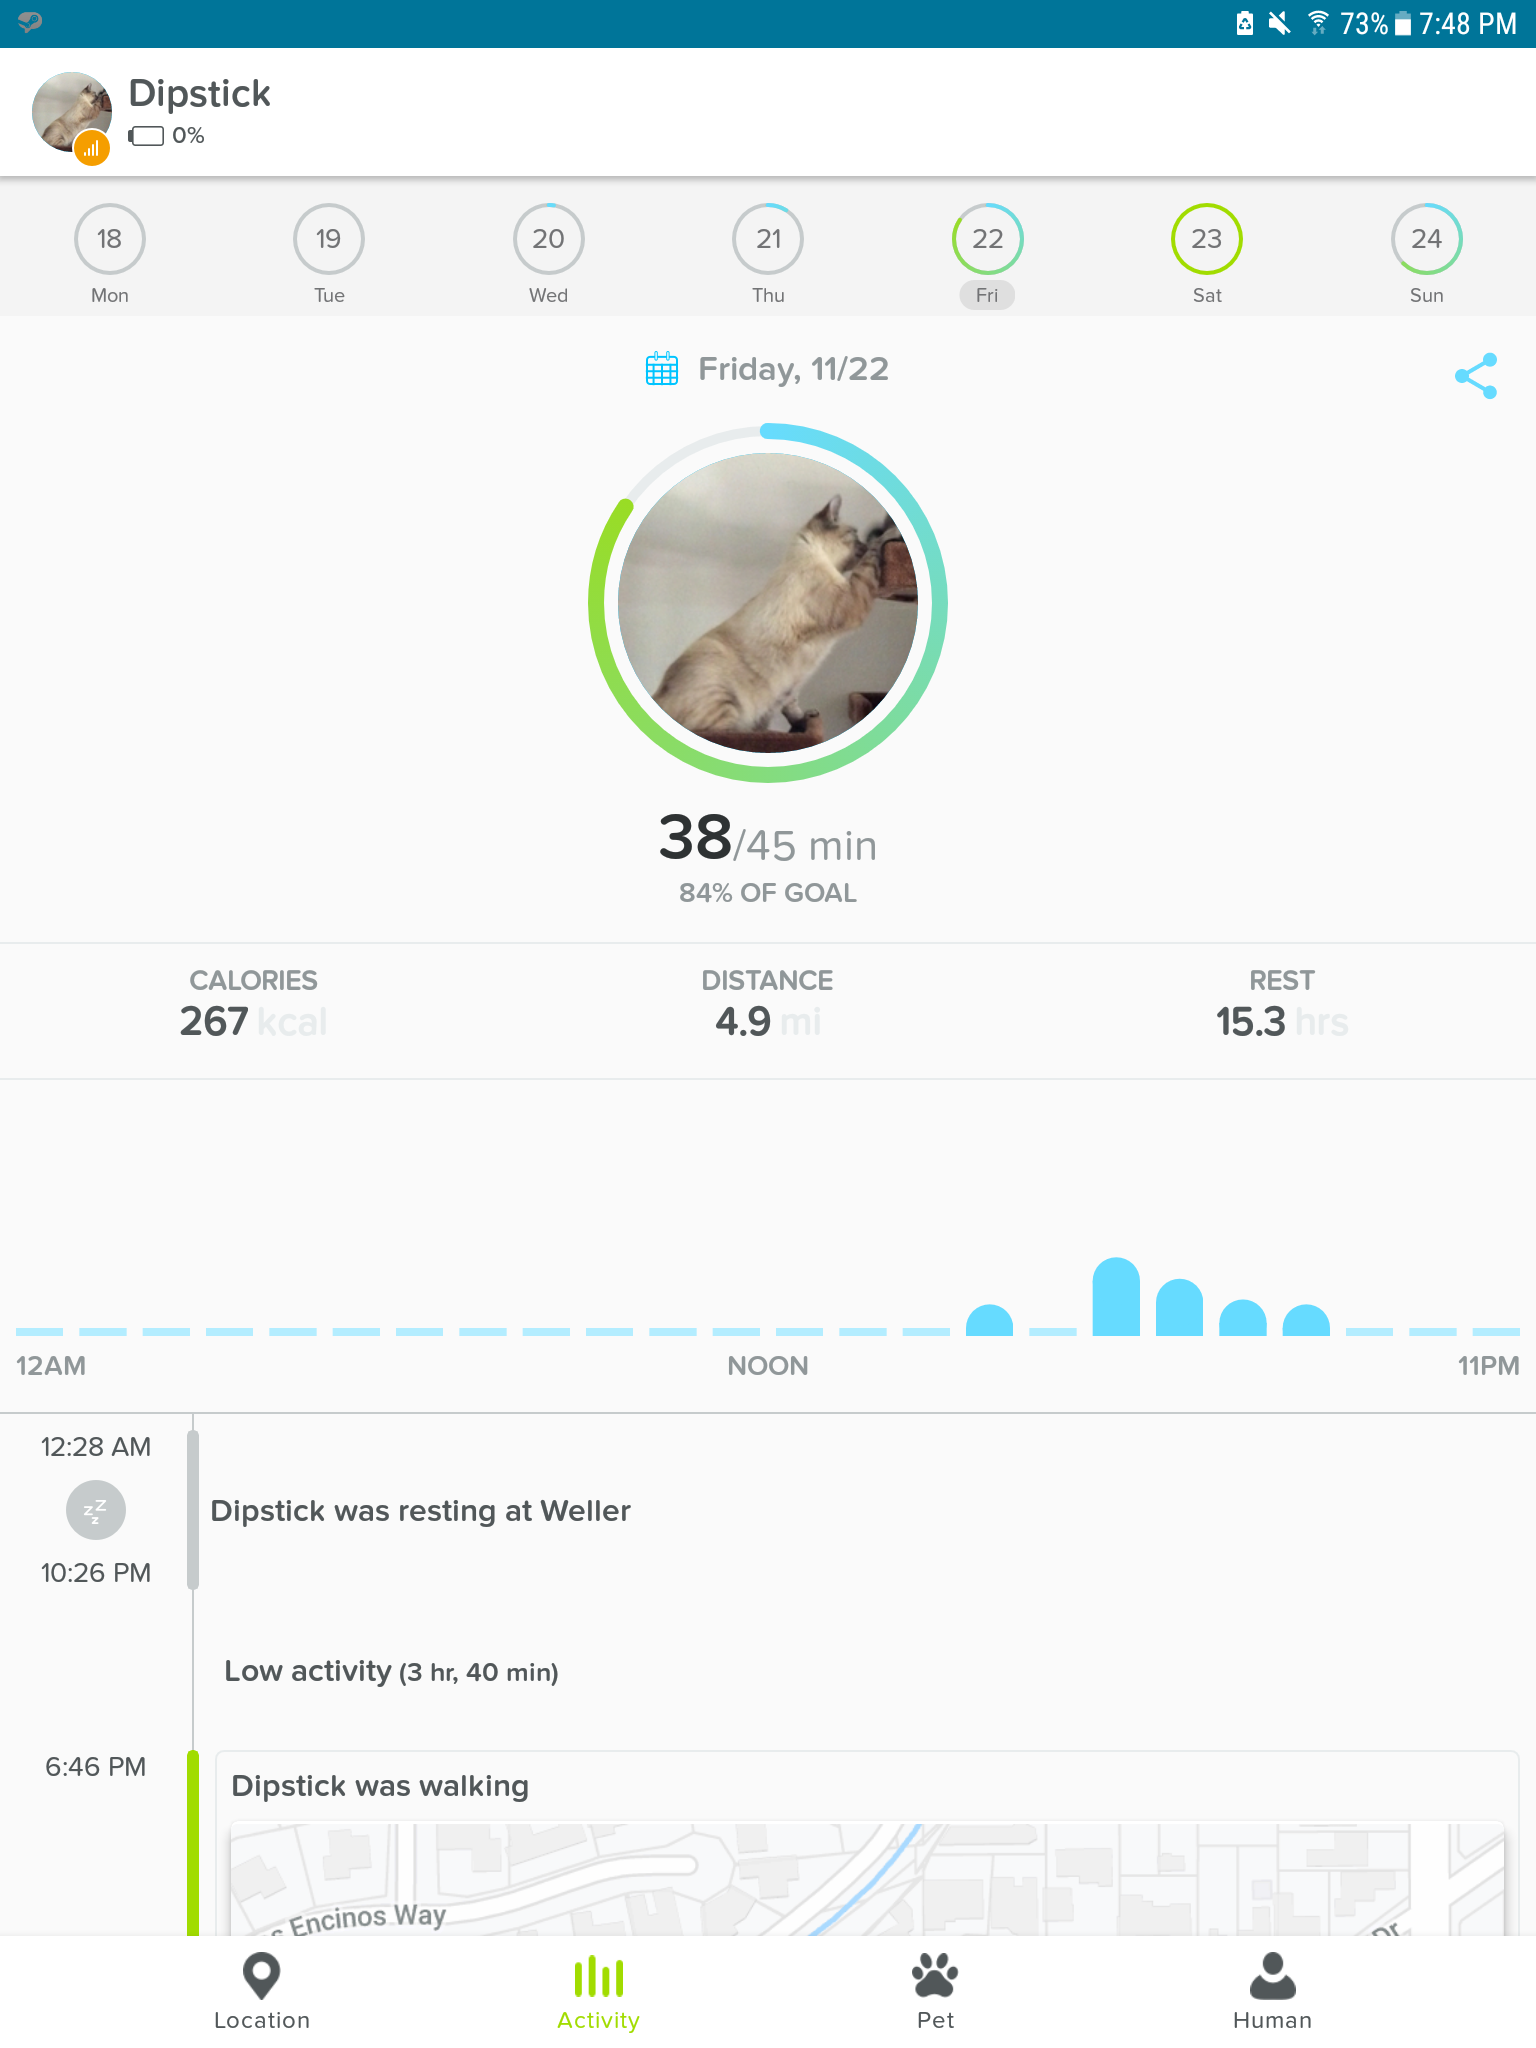 73% 7:48 PM
Dipstick
0%
18 19 20 21 22 23 24
Mon Tue Wed Thu Fri Sat Sun
Friday, 11/22
38/45 min
84% OF GOAL
CALORIES DISTANCE REST
267 kcal 4.9 mi 15.3 hrs
12AM NOON 11PM
12:28 AM
zzz
Dipstick was resting at Weller
10:26 PM
Low activity (3 hr, 40 min)
6:46 PM
Dipstick was walking
s Encinos Way
Dr
Location Activity Pet Human